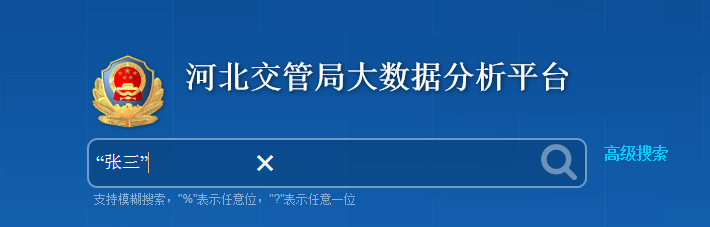 河北交管局大数据分析平台
“张三”
高级搜索
支持模糊搜索，"%"表示任意位，"?"表示任意一位